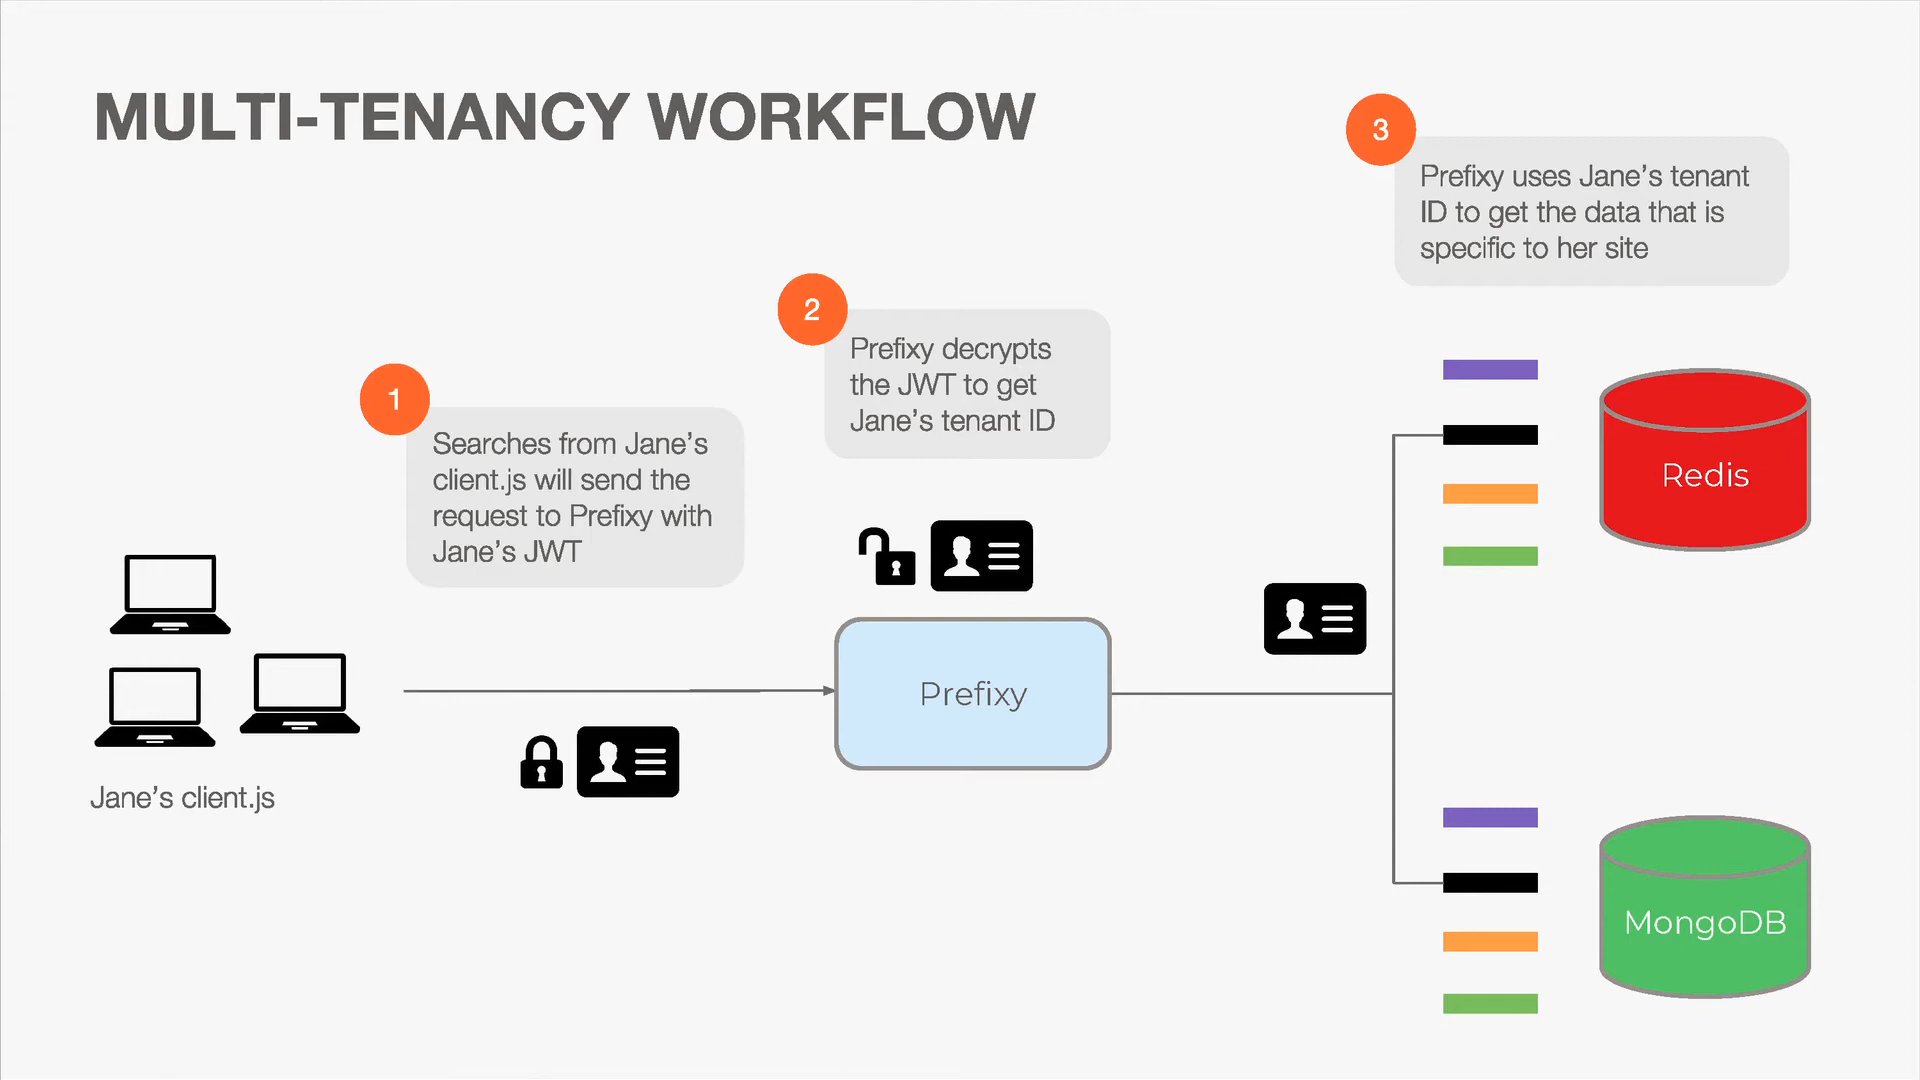 MULTI-TENANCY WORKFLOW
1
Searches from Jane’s
client.js will send the
request to Prefixy with
Jane’s JWT
2
Prefixy decrypts
the JWT to get
Jane’s tenant ID
3
Prefixy uses Jane’s tenant
ID to get the data that is
specific to her site
Jane’s client.js
Prefixy
Redis
MongoDB